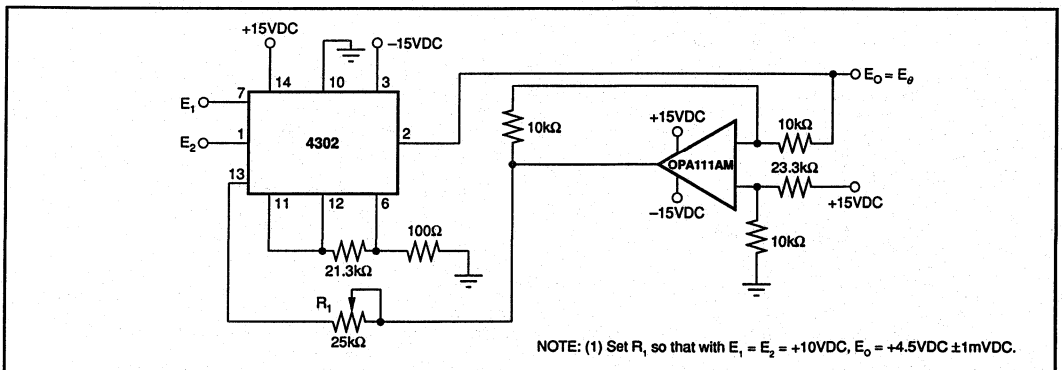 +15VDC
–15VDC
14
10
3
7
E₁
E₂
1
4302
2
13
11
12
6
100Ω
21.3kΩ
R₁
25kΩ
10kΩ
+15VDC
OPA111AM
–15VDC
E₀ = Eθ
10kΩ
23.3kΩ
+15VDC
10kΩ
NOTE: (1) Set R₁ so that with E₁ = E₂ = +10VDC, E₀ = +4.5VDC ±1mVDC.